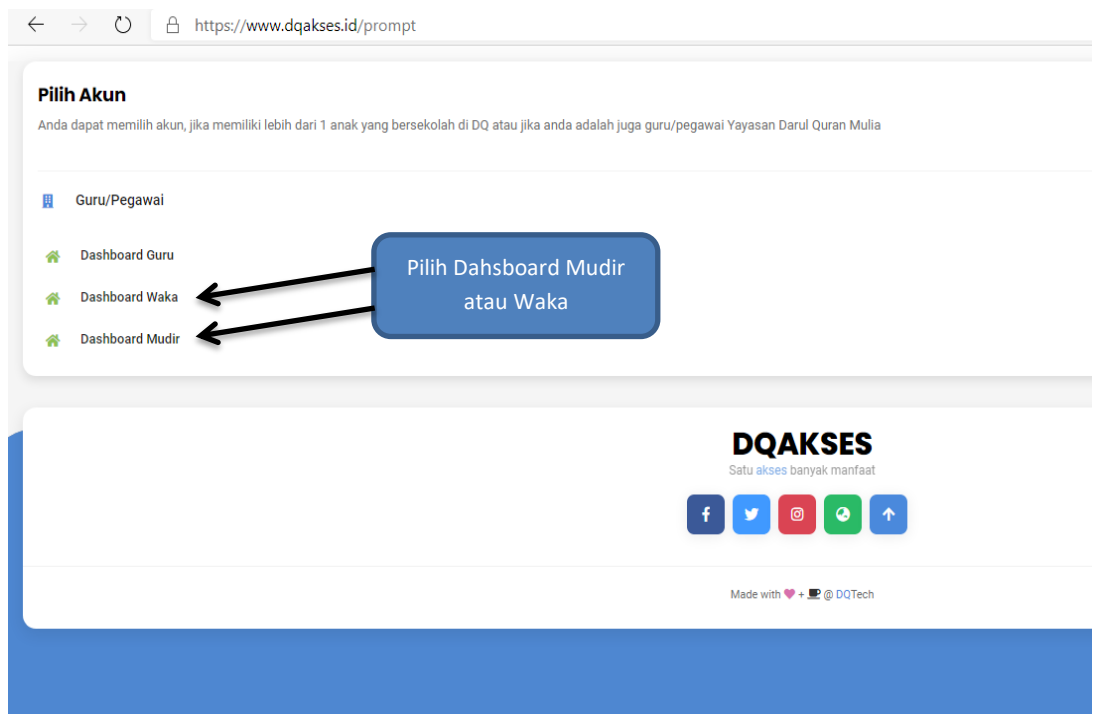 https://www.dqakses.id/prompt
Pilih Akun
Anda dapat memilih akun, jika memiliki lebih dari 1 anak yang bersekolah di DQ atau jika anda adalah juga guru/pegawai Yayasan Darul Quran Mulia
Guru/Pegawai
Dashboard Guru
Dashboard Waka
Dashboard Mudir
Pilih Dahsboard Mudir
atau Waka
DQAKSES
Satu akses banyak manfaat
Made with + @ DQTech